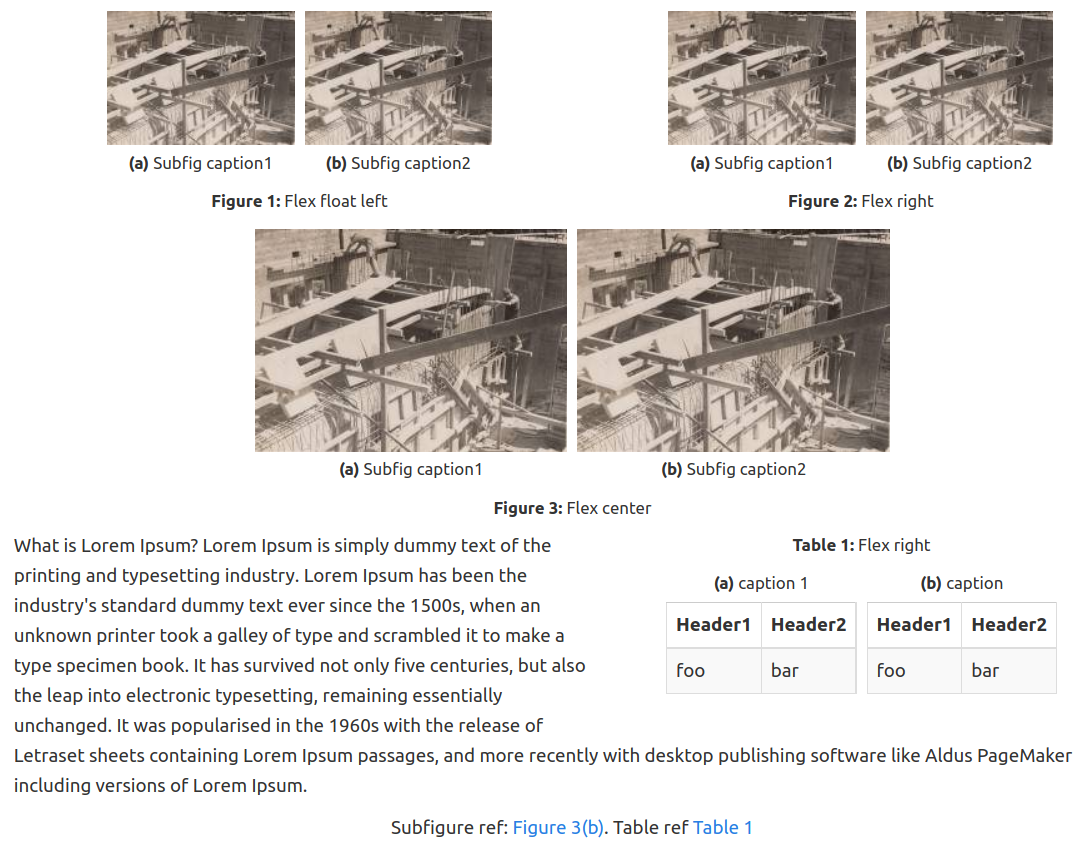 (a) Subfig caption1
(b) Subfig caption2
Figure 1: Flex float left
(a) Subfig caption1
(b) Subfig caption2
Figure 2: Flex right
(a) Subfig caption1
(b) Subfig caption2
Figure 3: Flex center
What is Lorem Ipsum? Lorem Ipsum is simply dummy text of the
printing and typesetting industry. Lorem Ipsum has been the
industry's standard dummy text ever since the 1500s, when an
unknown printer took a galley of type and scrambled it to make a
type specimen book. It has survived not only five centuries, but also
the leap into electronic typesetting, remaining essentially
unchanged. It was popularised in the 1960s with the release of
Letraset sheets containing Lorem Ipsum passages, and more recently with desktop publishing software like Aldus PageMaker
including versions of Lorem Ipsum.
Table 1: Flex right
(a) caption 1
Header1 Header2
foo bar
(b) caption
Header1 Header2
foo bar
Subfigure ref: Figure 3(b). Table ref Table 1